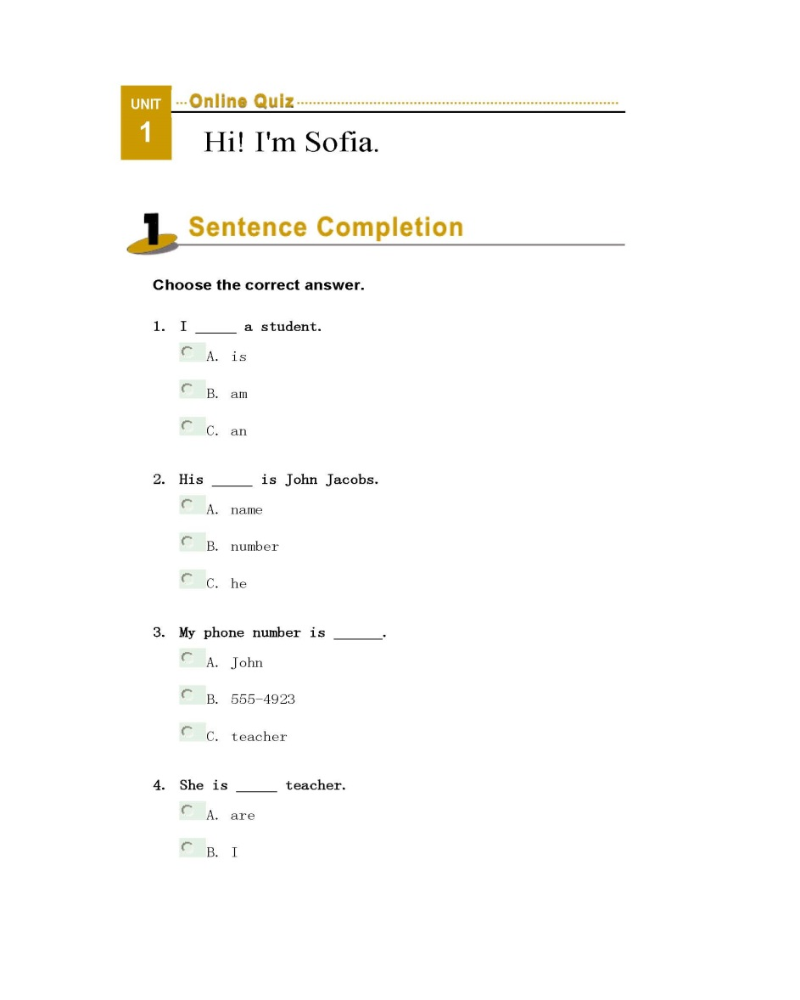 UNIT
1
Online Quiz
Hi! I'm Sofia.
1 Sentence Completion
Choose the correct answer.
1. I _____ a student.
A. is
B. am
C. an
2. His _____ is John Jacobs.
A. name
B. number
C. he
3. My phone number is ______.
A. John
B. 555-4923
C. teacher
4. She is _____ teacher.
A. are
B. I